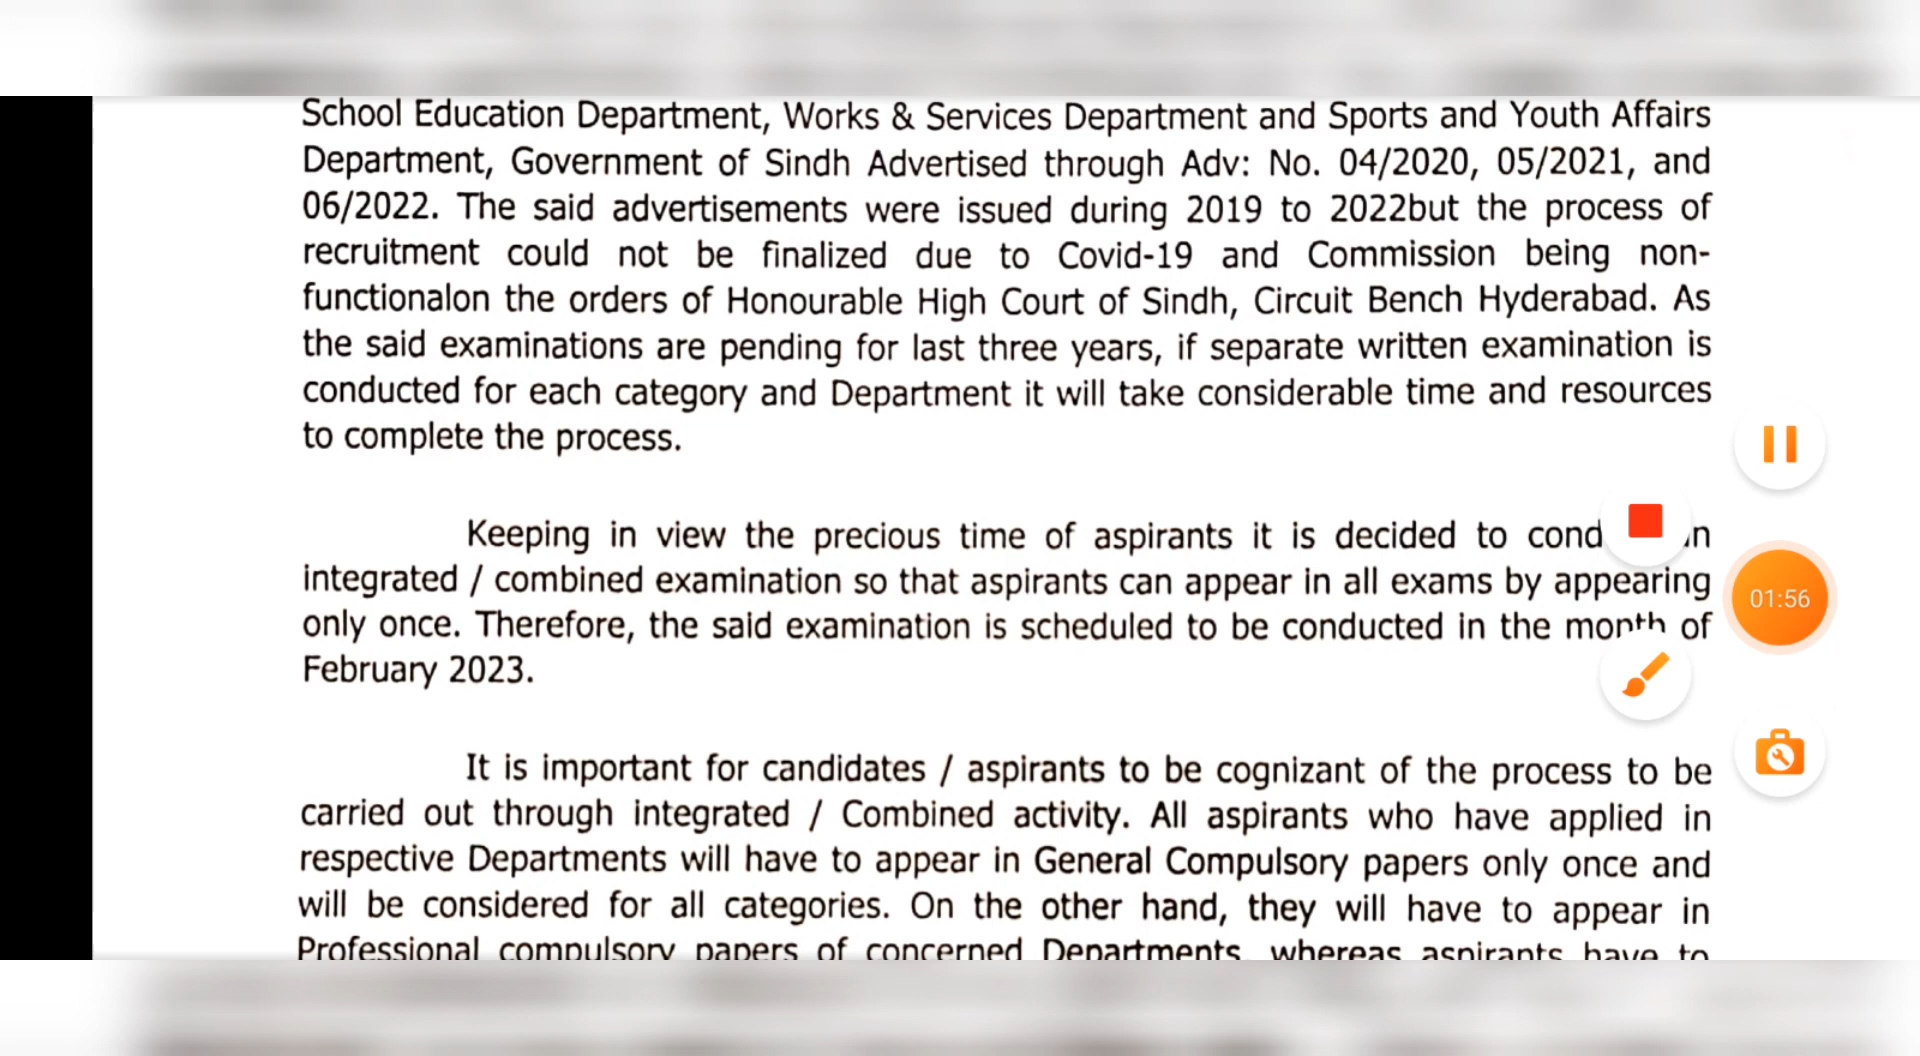 School Education Department, Works & Services Department and Sports and Youth Affairs
Department, Government of Sindh Advertised through Adv: No. 04/2020, 05/2021, and
06/2022. The said advertisements were issued during 2019 to 2022but the process of
recruitment could not be finalized due to Covid-19 and Commission being non-
functionalon the orders of Honourable High Court of Sindh, Circuit Bench Hyderabad. As
the said examinations are pending for last three years, if separate written examination is
conducted for each category and Department it will take considerable time and resources
to complete the process.
Keeping in view the precious time of aspirants it is decided to cond n
integrated / combined examination so that aspirants can appear in all exams by appearing
only once. Therefore, the said examination is scheduled to be conducted in the month of
February 2023.
01:56
It is important for candidates / aspirants to be cognizant of the process to be
carried out through integrated / Combined activity. All aspirants who have applied in
respective Departments will have to appear in General Compulsory papers only once and
will be considered for all categories. On the other hand, they will have to appear in
Professional compulsory papers of concerned Departments, whereas aspirants have to